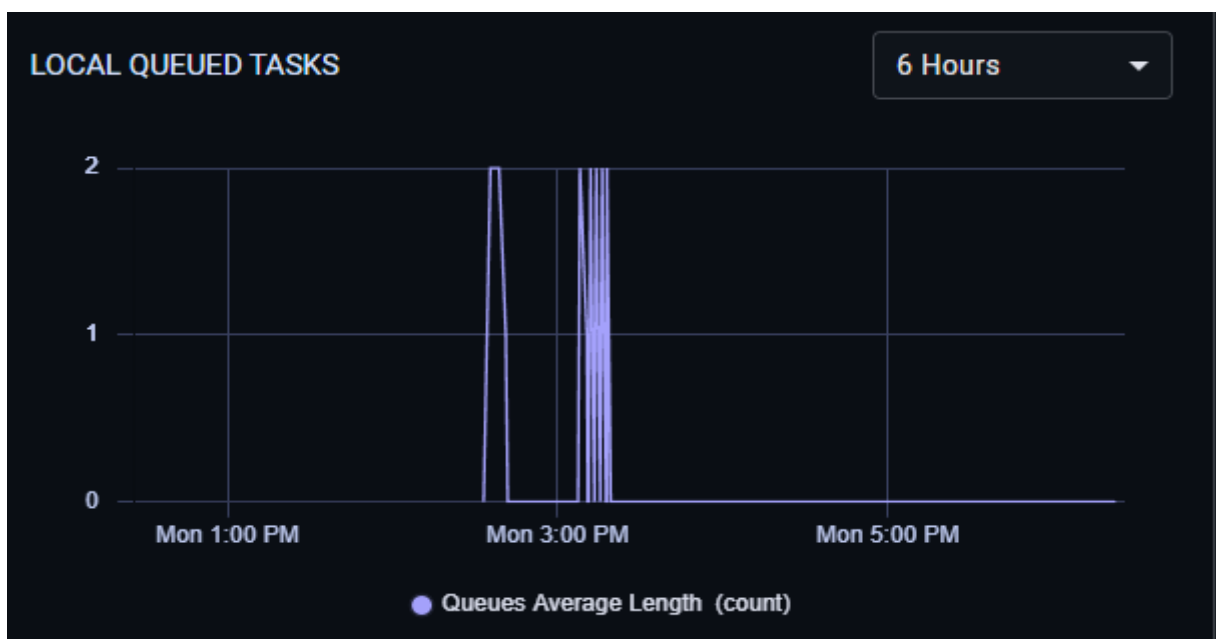 LOCAL QUEUED TASKS
6 Hours
2
1
0
Mon 1:00 PM
Mon 3:00 PM
Mon 5:00 PM
Queues Average Length (count)